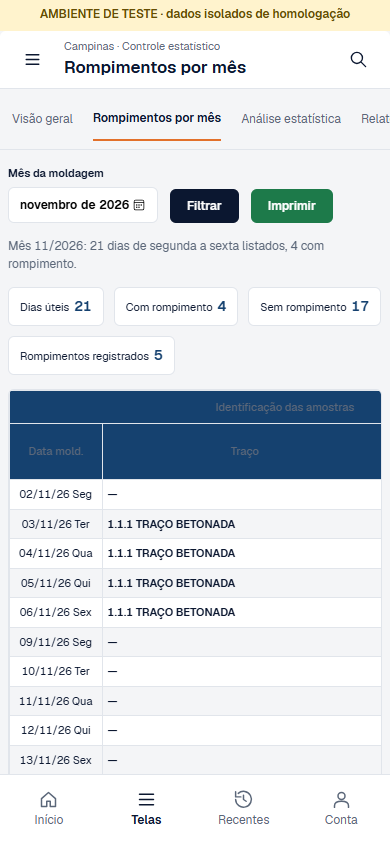 AMBIENTE DE TESTE · dados isolados de homologação
Campinas · Controle estatístico
Rompimentos por mês
Visão geral Rompimentos por mês Análise estatística Relat
Mês da moldagem
novembro de 2026 Filtrar Imprimir
Mês 11/2026: 21 dias de segunda a sexta listados, 4 com
rompimento.
Dias úteis 21 Com rompimento 4 Sem rompimento 17
Rompimentos registrados 5
Identificação das amostras
Data mold. Traço
02/11/26 Seg —
03/11/26 Ter 1.1.1 TRAÇO BETONADA
04/11/26 Qua 1.1.1 TRAÇO BETONADA
05/11/26 Qui 1.1.1 TRAÇO BETONADA
06/11/26 Sex 1.1.1 TRAÇO BETONADA
09/11/26 Seg —
10/11/26 Ter —
11/11/26 Qua —
12/11/26 Qui —
13/11/26 Sex —
Início Telas Recentes Conta